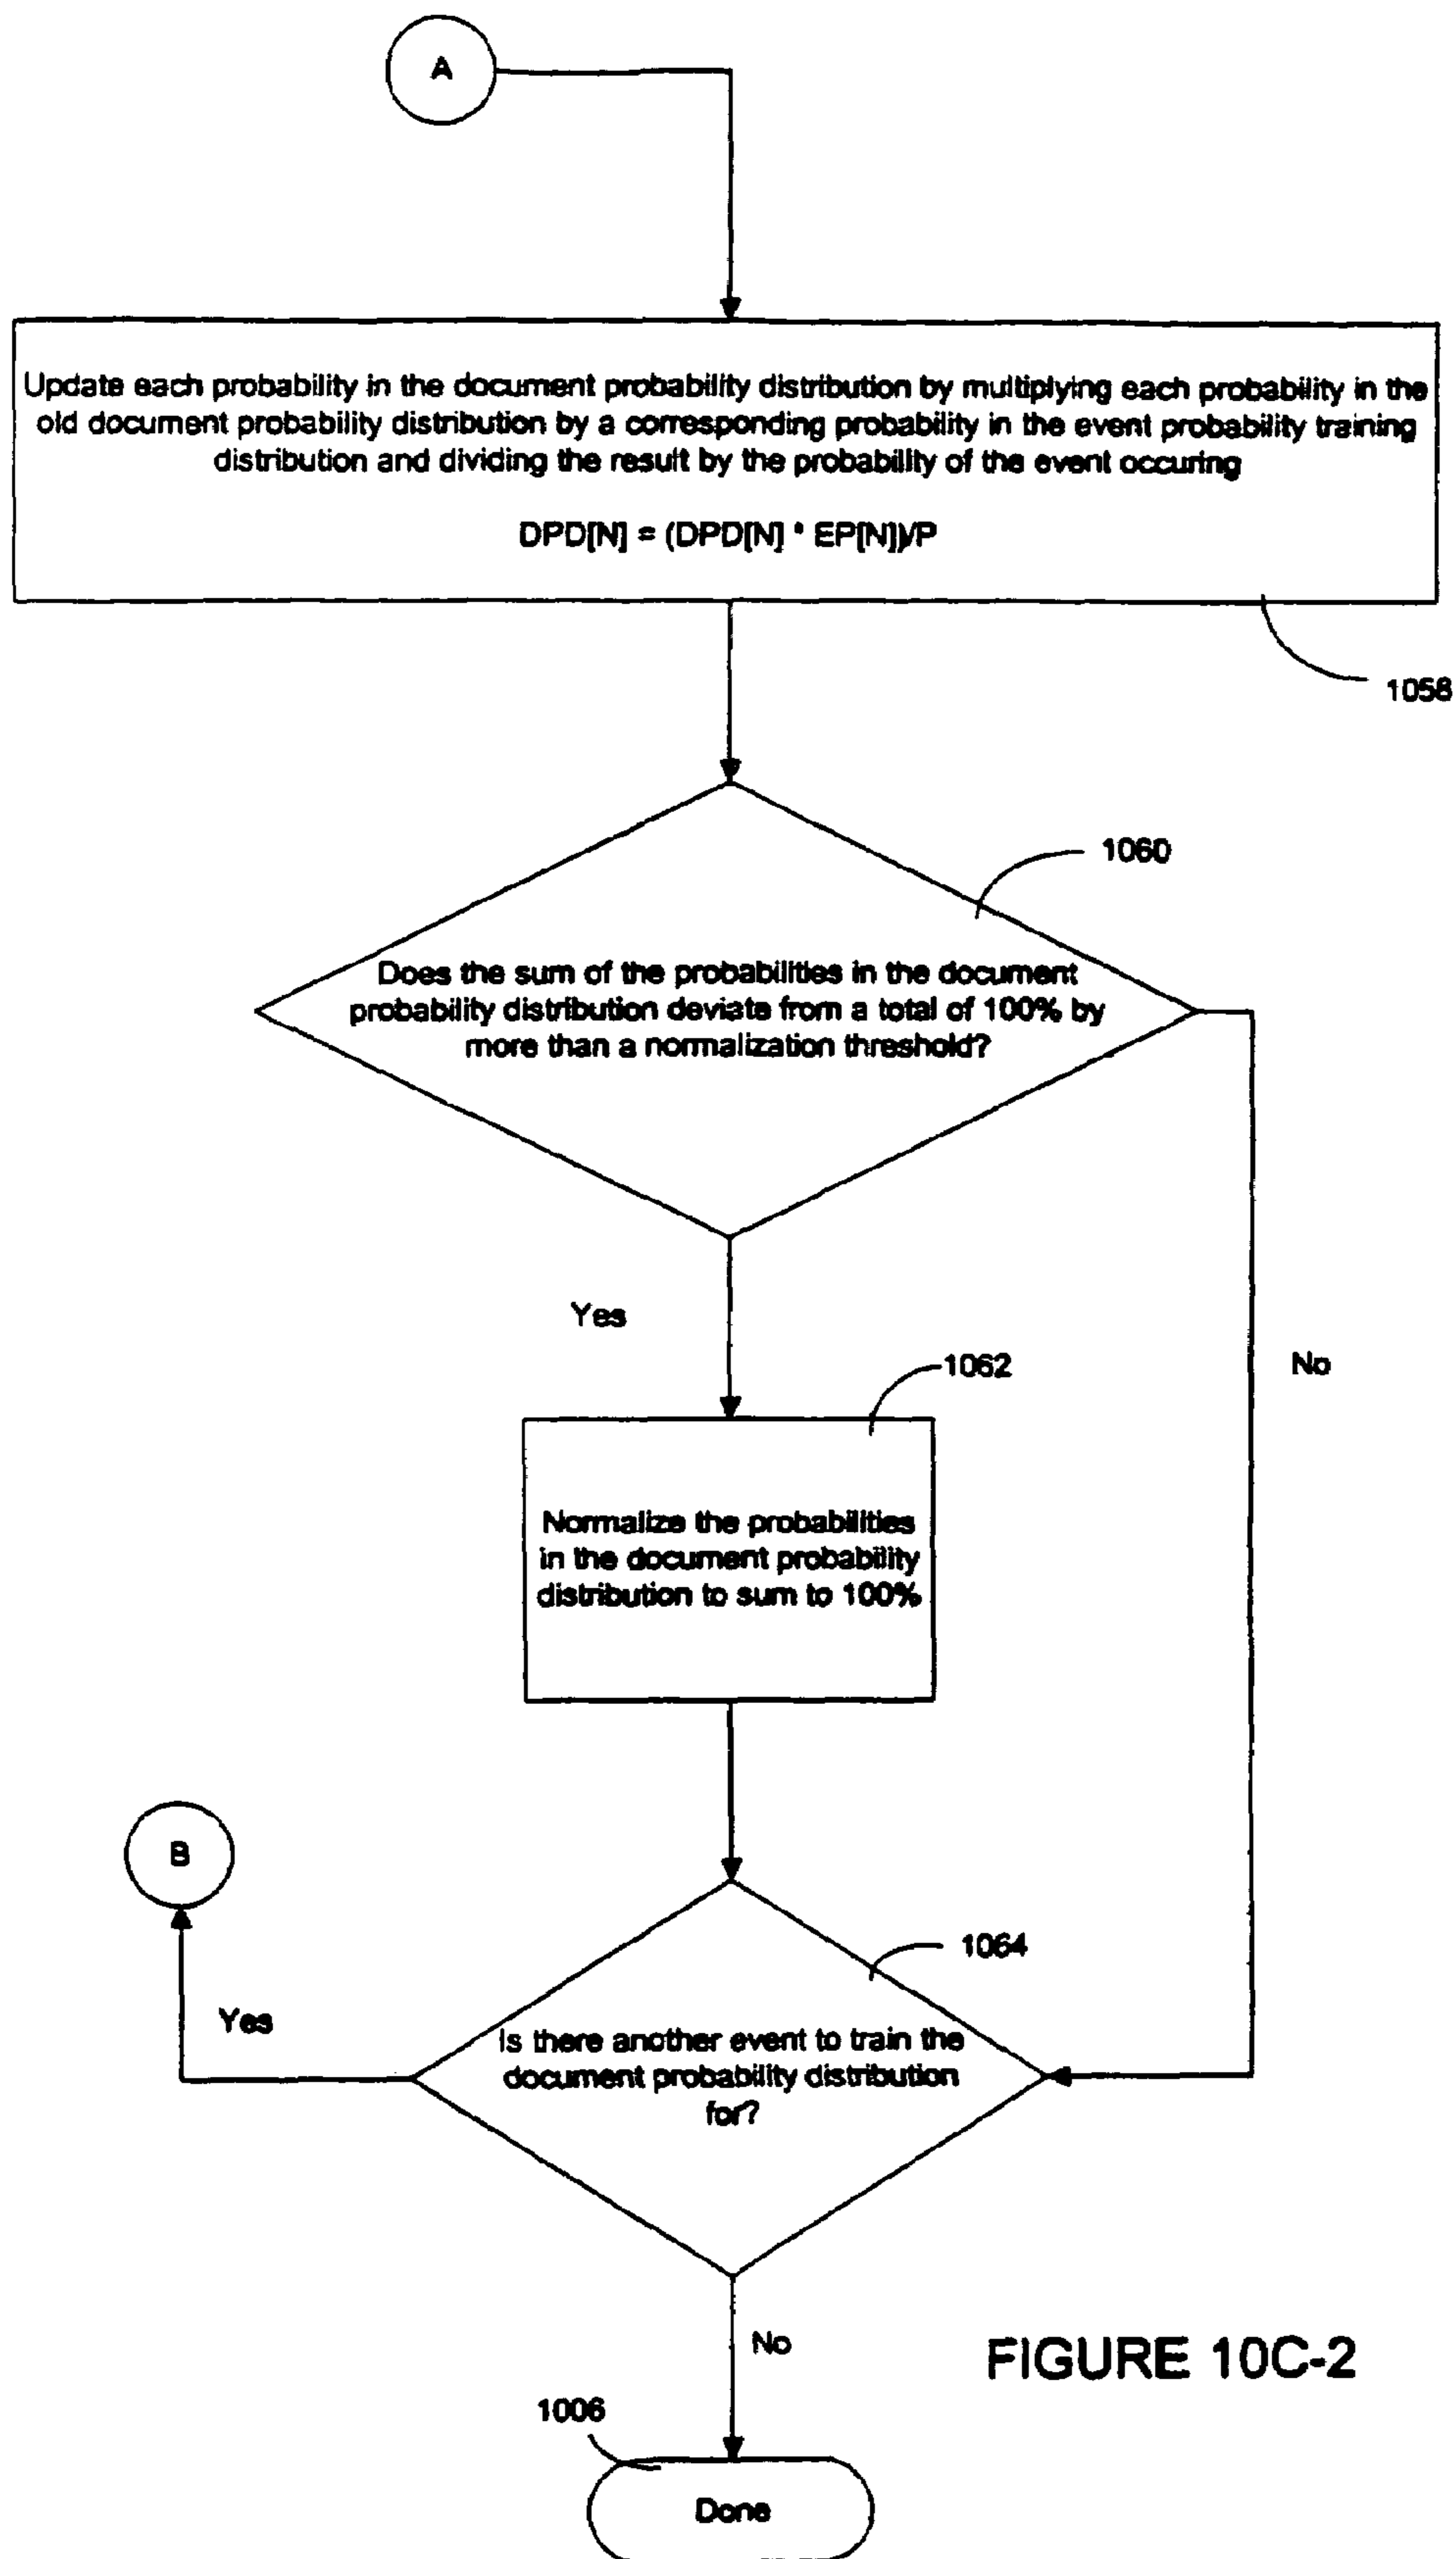 A
Update each probability in the document probability distribution by multiplying each probability in the
old document probability distribution by a corresponding probability in the event probability training
distribution and dividing the result by the probability of the event occuring
DPD[N] = (DPD[N] * EP[N])/P
1058
1060
Does the sum of the probabilities in the document
probability distribution deviate from a total of 100% by
more than a normalization threshold?
Yes
No
1062
Normalize the probabilities
in the document probability
distribution to sum to 100%
B
1064
Yes
Is there another event to train the
document probability distribution
for?
No
FIGURE 10C-2
1006
Done